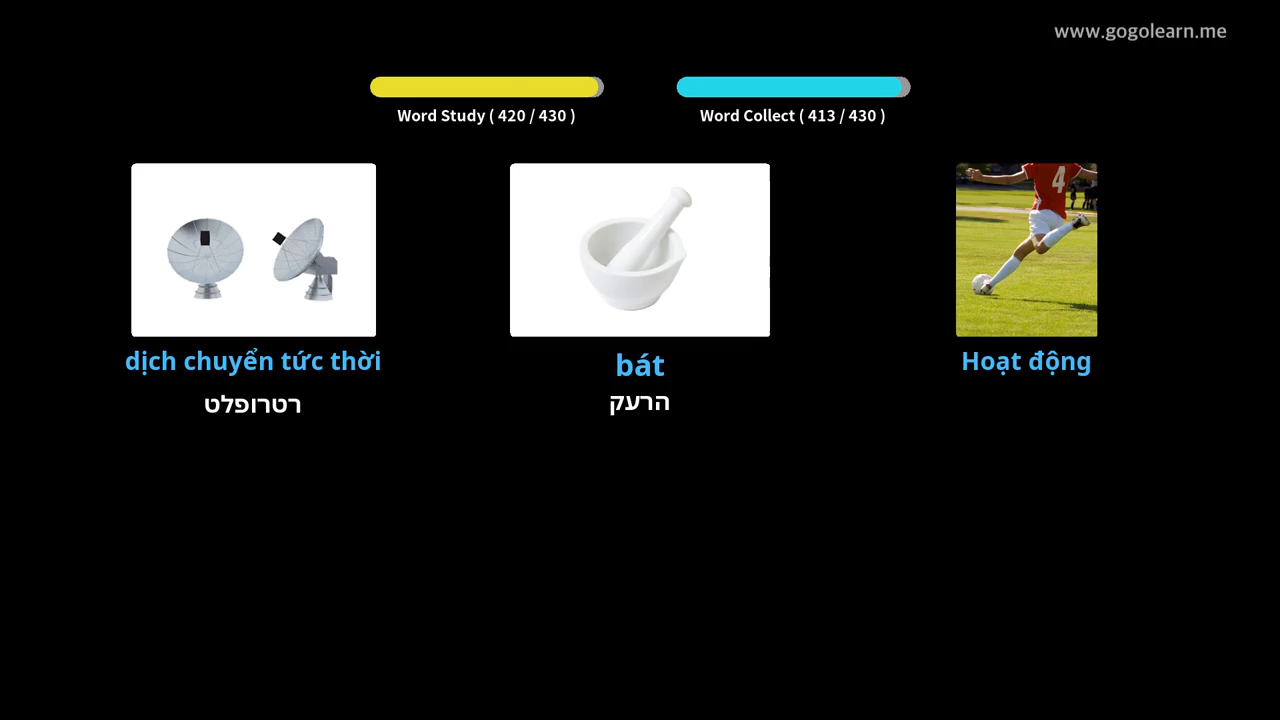 www.gogolearn.me
Word Study ( 420 / 430 )
Word Collect ( 413 / 430 )
4
dịch chuyển tức thời
bát
Hoạt động
רטרופלט
הרעק